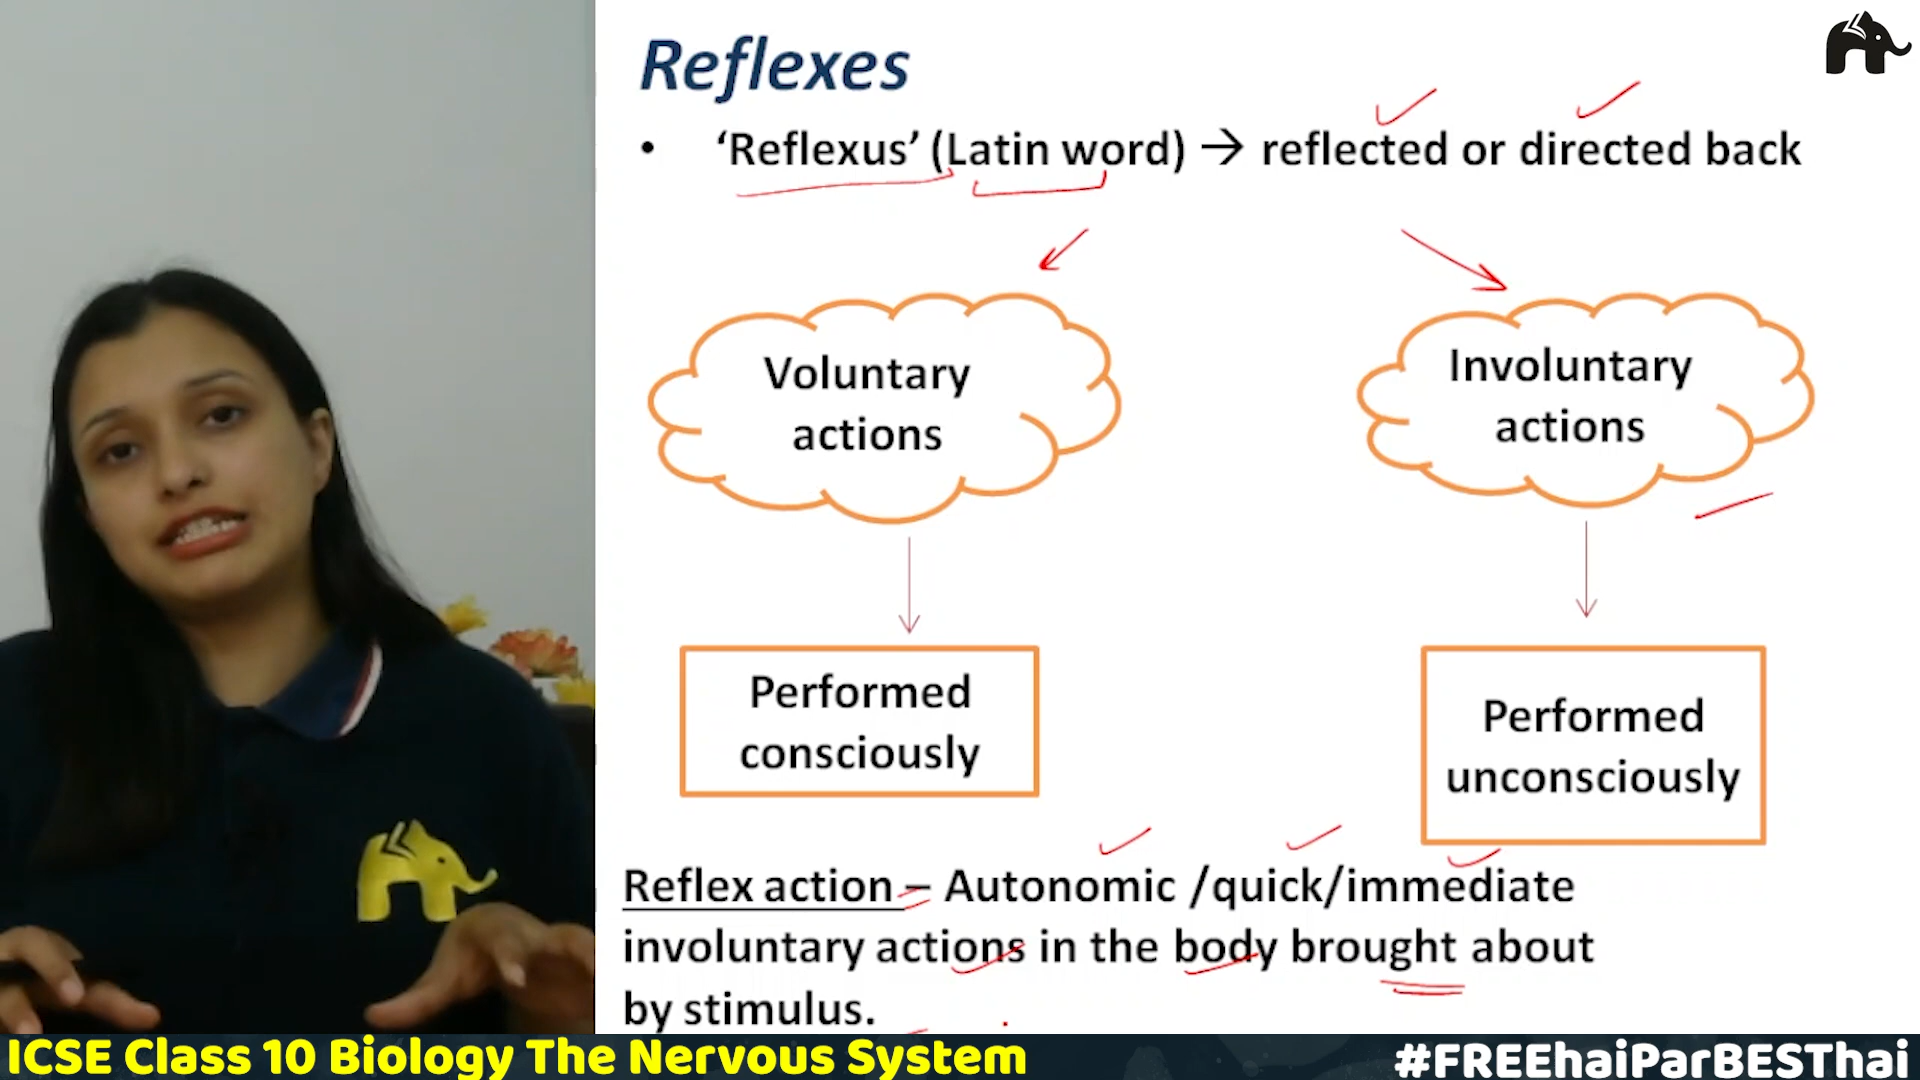 Reflexes
• ‘Reflexus’ (Latin word) → reflected or directed back
Voluntary
actions
Involuntary
actions
Performed
consciously
Performed
unconsciously
Reflex action – Autonomic /quick/immediate
involuntary actions in the body brought about
by stimulus.
ICSE Class 10 Biology The Nervous System
#FREEhaiParBESThai